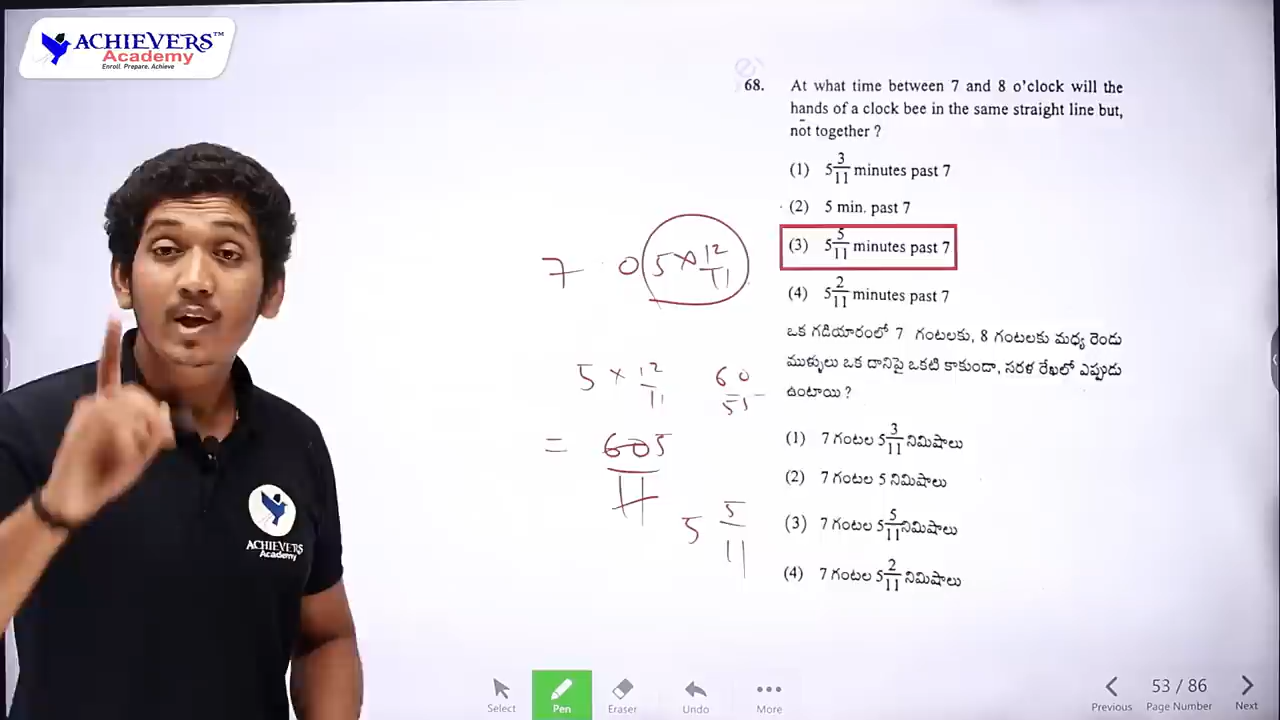 ACHIEVERS™
Academy
Enroll. Prepare. Achieve
68. At what time between 7 and 8 o'clock will the
hands of a clock bee in the same straight line but,
not together ?
(1) 5 3/11 minutes past 7
(2) 5 min. past 7
(3) 5 5/11 minutes past 7
(4) 5 2/11 minutes past 7
ఒక గడియారంలో 7 గంటలకు, 8 గంటలకు మధ్య రెండు
ముళ్ళులు ఒక దానిపై ఒకటి కాకుండా, సరళ రేఖలో ఎప్పుడు
ఉంటాయి ?
(1) 7 గంటల 5 3/11 నిమిషాలు
(2) 7 గంటల 5 నిమిషాలు
(3) 7 గంటల 5 5/11 నిమిషాలు
(4) 7 గంటల 5 2/11 నిమిషాలు
7 0 5 × 12/11
5 × 12/11
60
55
= 60 5
11
5 5/11
ACHIEVERS
Academy
Select
Pen
Eraser
Undo
More
Previous
53 / 86
Page Number
Next